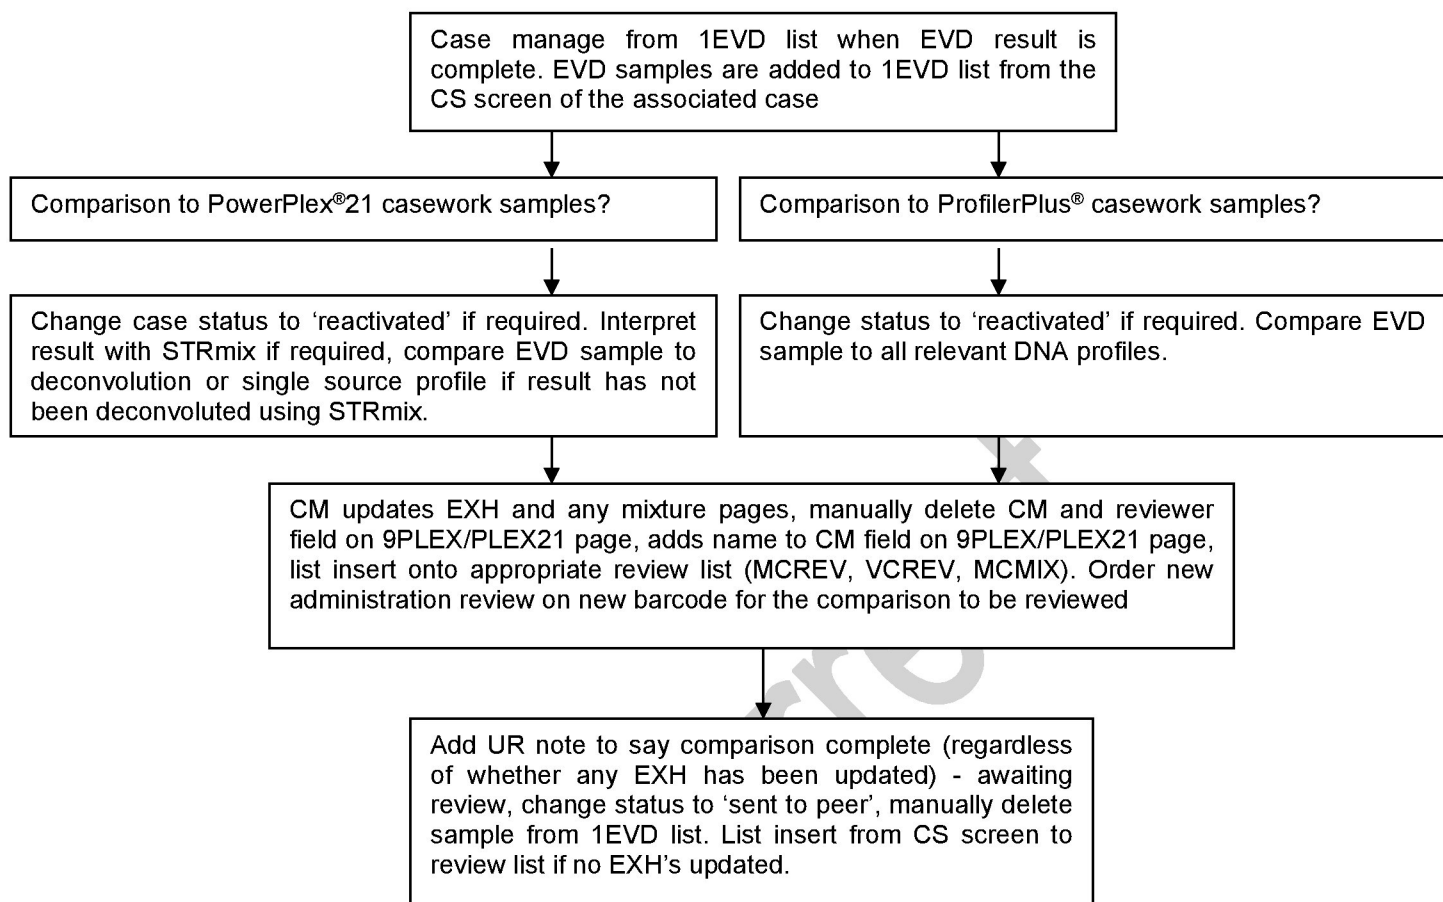 Case manage from 1EVD list when EVD result is
complete. EVD samples are added to 1EVD list from the
CS screen of the associated case
Comparison to PowerPlex®21 casework samples?
Comparison to ProfilerPlus® casework samples?
Change case status to ‘reactivated’ if required. Interpret
result with STRmix if required, compare EVD sample to
deconvolution or single source profile if result has not
been deconvoluted using STRmix.
Change status to ‘reactivated’ if required. Compare EVD
sample to all relevant DNA profiles.
CM updates EXH and any mixture pages, manually delete CM and reviewer
field on 9PLEX/PLEX21 page, adds name to CM field on 9PLEX/PLEX21 page,
list insert onto appropriate review list (MCREV, VCREV, MCMIX). Order new
administration review on new barcode for the comparison to be reviewed
Add UR note to say comparison complete (regardless
of whether any EXH has been updated) - awaiting
review, change status to ‘sent to peer’, manually delete
sample from 1EVD list. List insert from CS screen to
review list if no EXH’s updated.